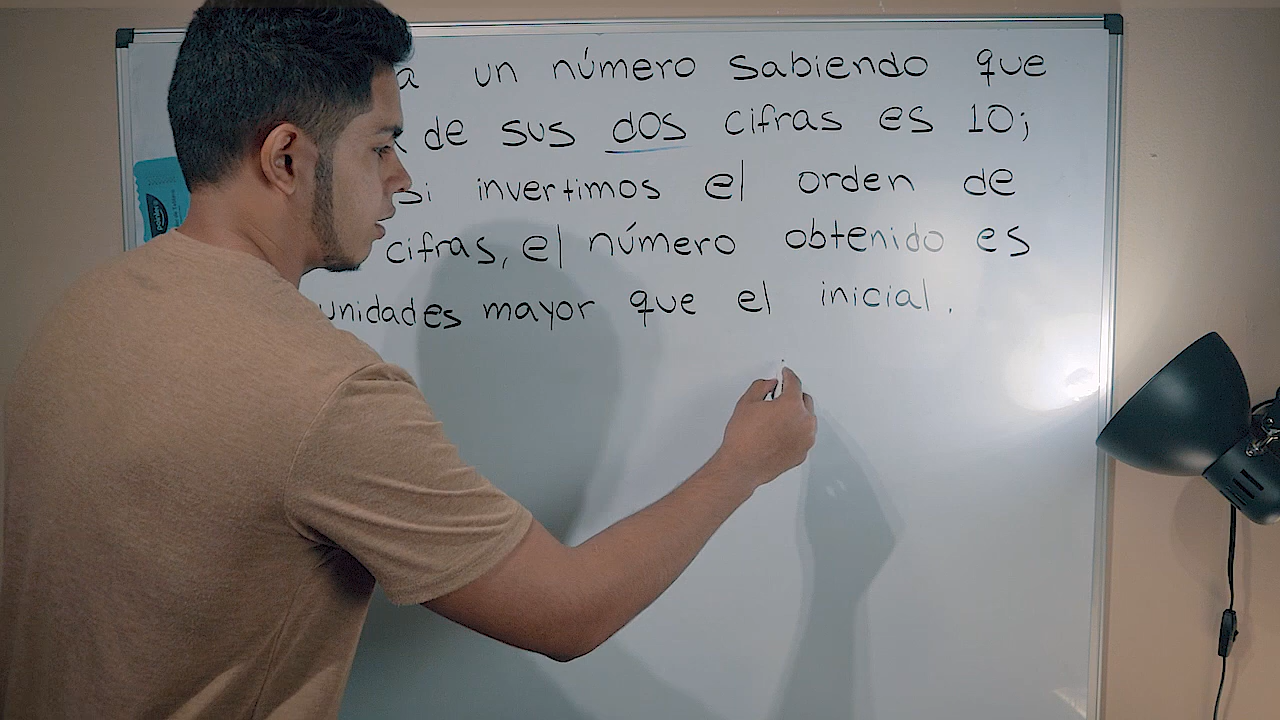 un número sabiendo que
de sus dos cifras es 10;
si invertimos el orden de
cifras, el número obtenido es
unidades mayor que el inicial.